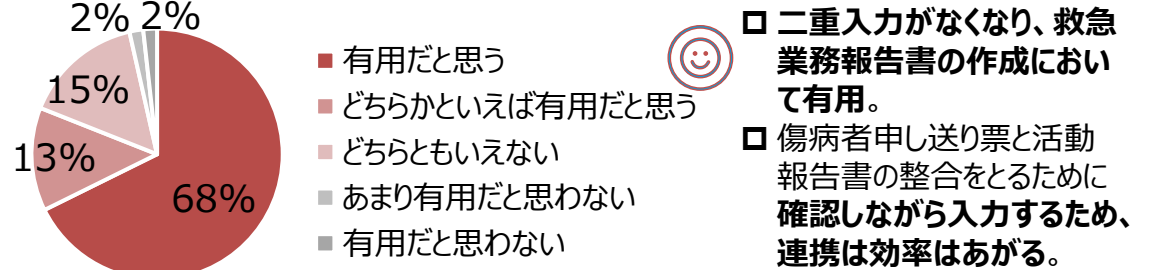 2% 2%
15%
13%
68%
有用だと思う
どちらかといえば有用だと思う
どちらともいえない
あまり有用だと思わない
有用だと思わない
二重入力がなくなり、救急
業務報告書の作成におい
て有用。
傷病者申し送り票と活動
報告書の整合をとるために
確認しながら入力するため、
連携は効率はあがる。